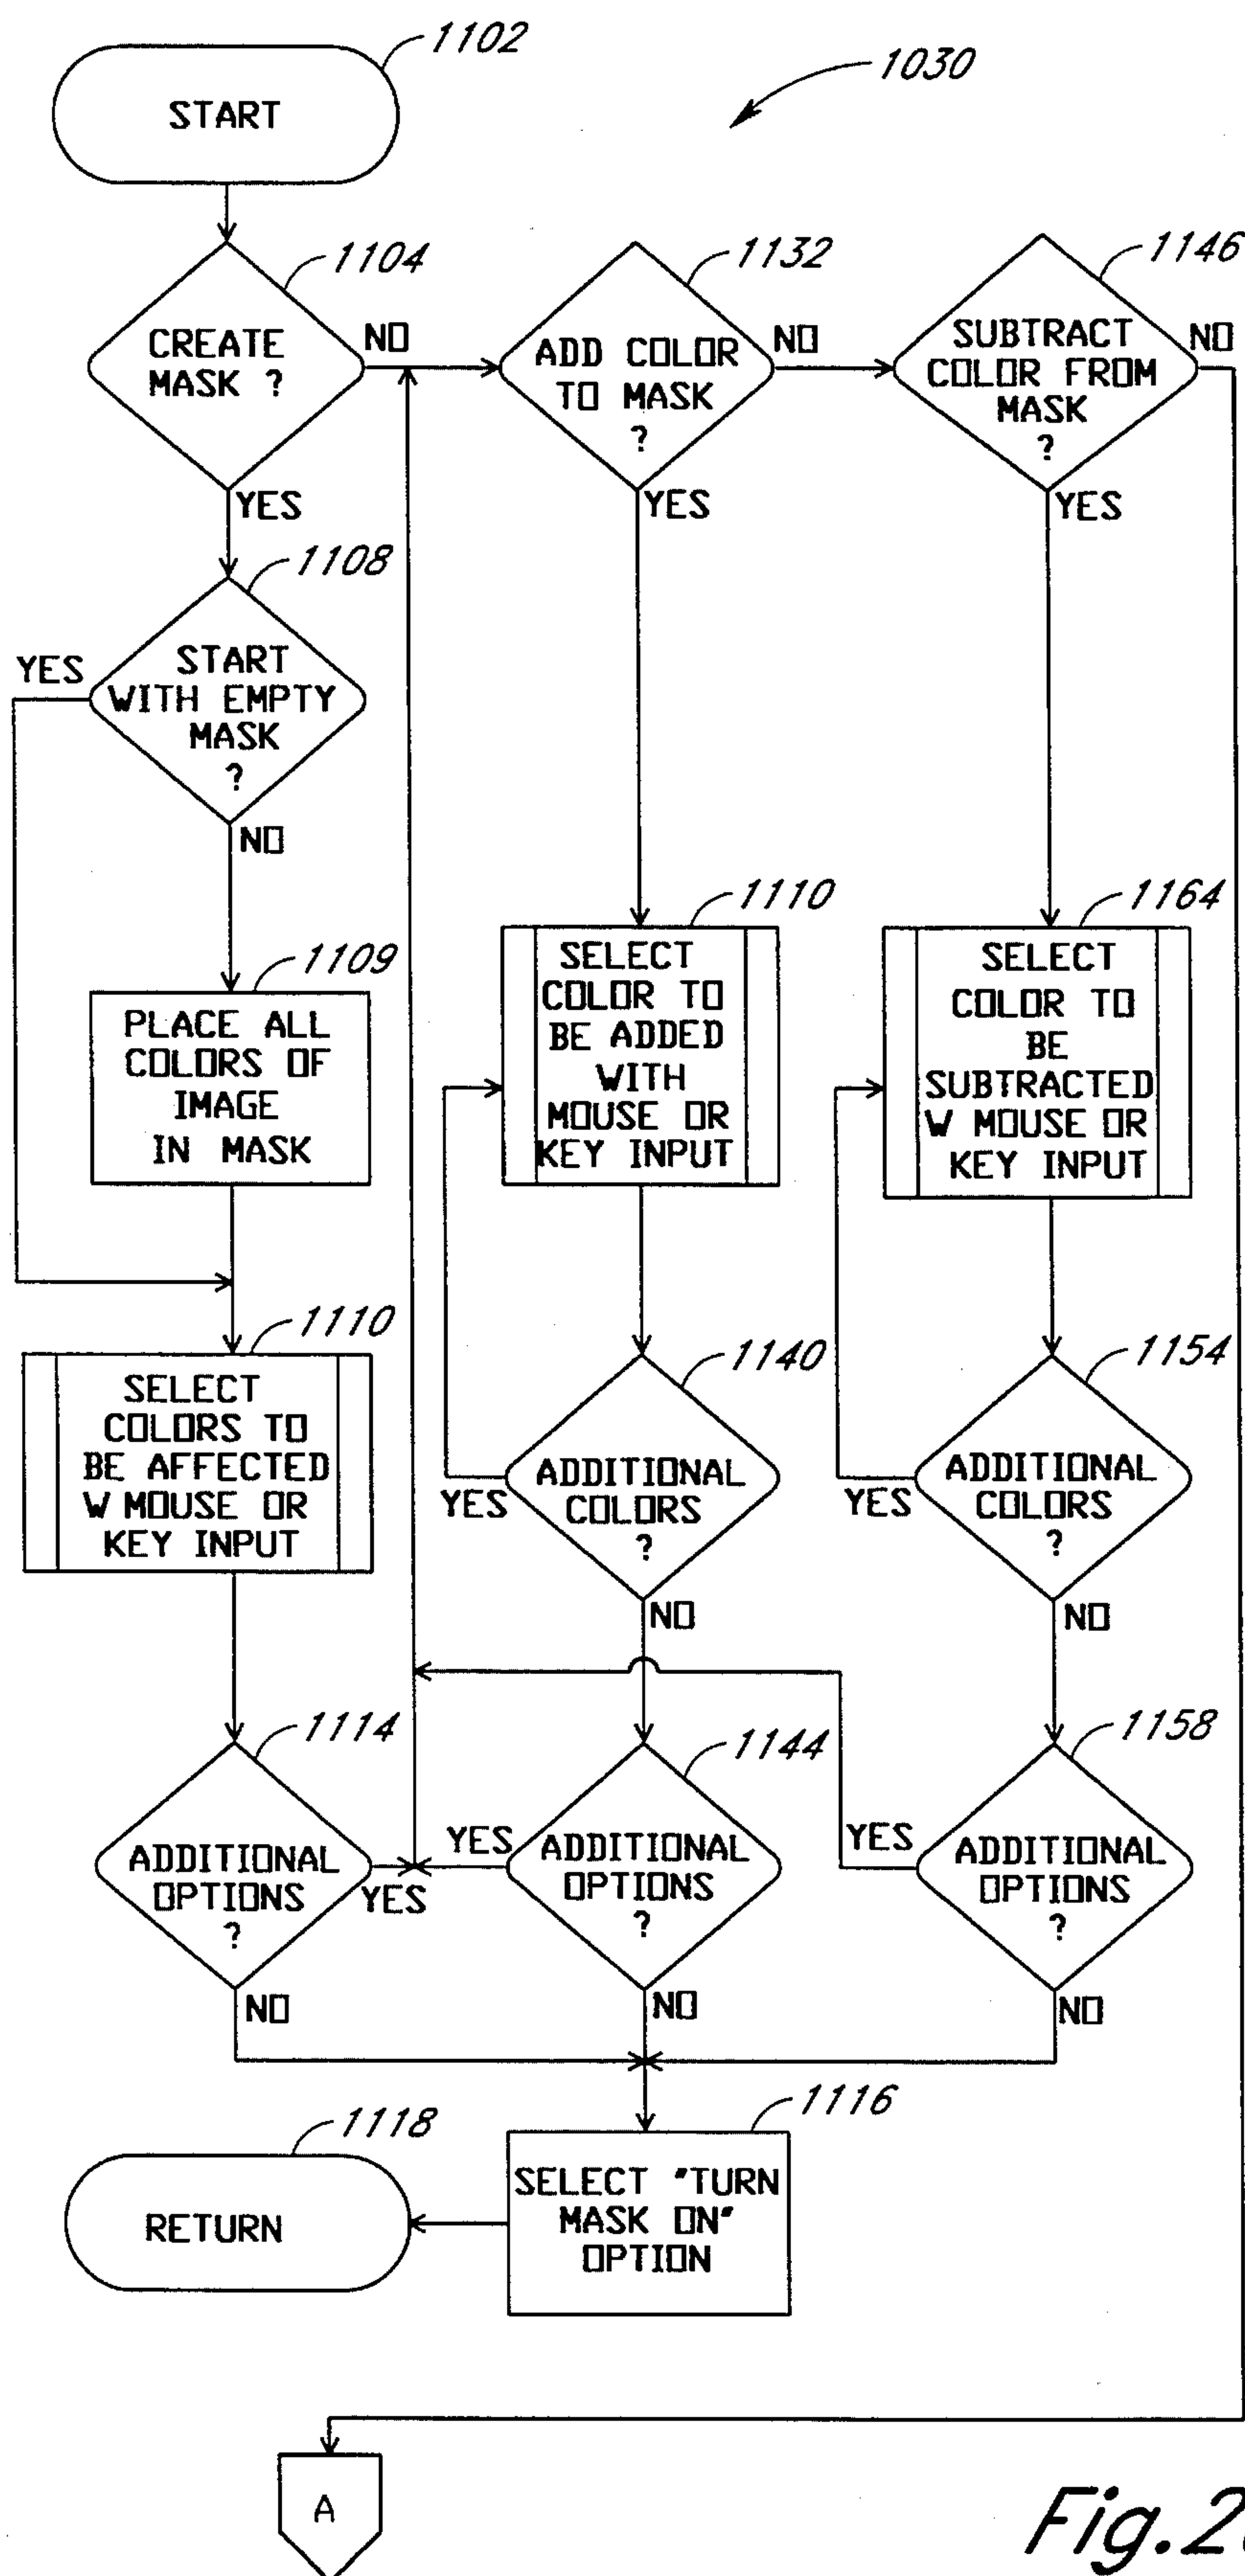 1102
START
1030
1104
CREATE
MASK ?
NO
YES
1132
ADD COLOR
TO MASK
?
NO
YES
1146
SUBTRACT
COLOR FROM
MASK
?
NO
YES
1108
START
WITH EMPTY
MASK
?
YES
NO
1109
PLACE ALL
COLORS OF
IMAGE
IN MASK
1110
SELECT
COLOR TO
BE ADDED
WITH
MOUSE OR
KEY INPUT
1164
SELECT
COLOR TO
BE
SUBTRACTED
W MOUSE OR
KEY INPUT
1110
SELECT
COLORS TO
BE AFFECTED
W MOUSE OR
KEY INPUT
1140
ADDITIONAL
COLORS
?
YES
NO
1154
ADDITIONAL
COLORS
?
YES
NO
1114
ADDITIONAL
OPTIONS
?
YES
NO
1144
ADDITIONAL
OPTIONS
?
YES
NO
1158
ADDITIONAL
OPTIONS
?
YES
NO
1116
SELECT "TURN
MASK ON"
OPTION
1118
RETURN
A
Fig.2